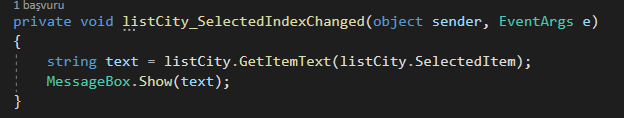 1 başvuru
private void listCity_SelectedIndexChanged(object sender, EventArgs e)
{
    string text = listCity.GetItemText(listCity.SelectedItem);
    MessageBox.Show(text);
}